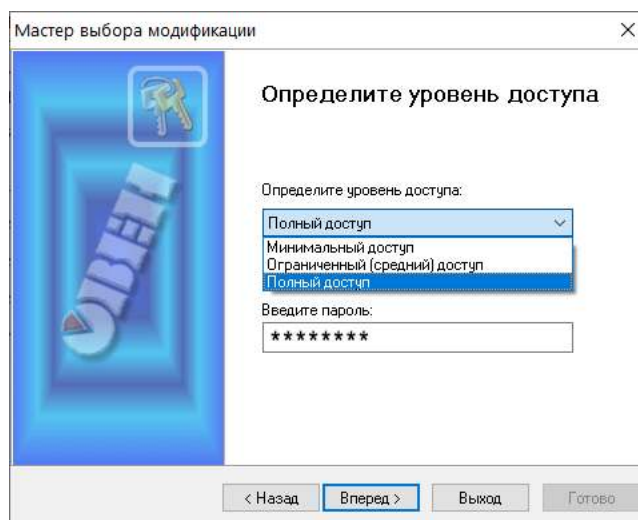 Мастер выбора модификации
ОВЕН
Определите уровень доступа
Определите уровень доступа:
Полный доступ
Минимальный доступ
Ограниченный (средний) доступ
Полный доступ
Введите пароль:
********
< Назад
Вперед >
Выход
Готово